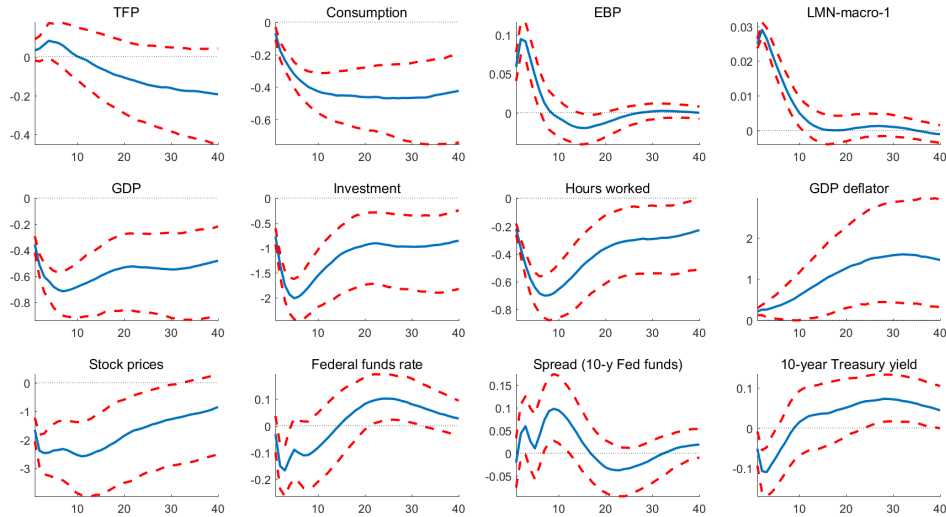 TFP
0
-0.2
-0.4
10 20 30 40
Consumption
0
-0.2
-0.4
-0.6
10 20 30 40
EBP
0.1
0.05
0
10 20 30 40
LMN-macro-1
0.03
0.02
0.01
0
10 20 30 40
GDP
0
-0.2
-0.4
-0.6
-0.8
10 20 30 40
Investment
0
-0.5
-1
-1.5
-2
10 20 30 40
Hours worked
0
-0.2
-0.4
-0.6
-0.8
10 20 30 40
GDP deflator
2
1
0
10 20 30 40
Stock prices
0
-1
-2
-3
10 20 30 40
Federal funds rate
0.1
0
-0.1
-0.2
10 20 30 40
Spread (10-y Fed funds)
0.15
0.1
0.05
0
-0.05
10 20 30 40
10-year Treasury yield
0.1
0
-0.1
10 20 30 40